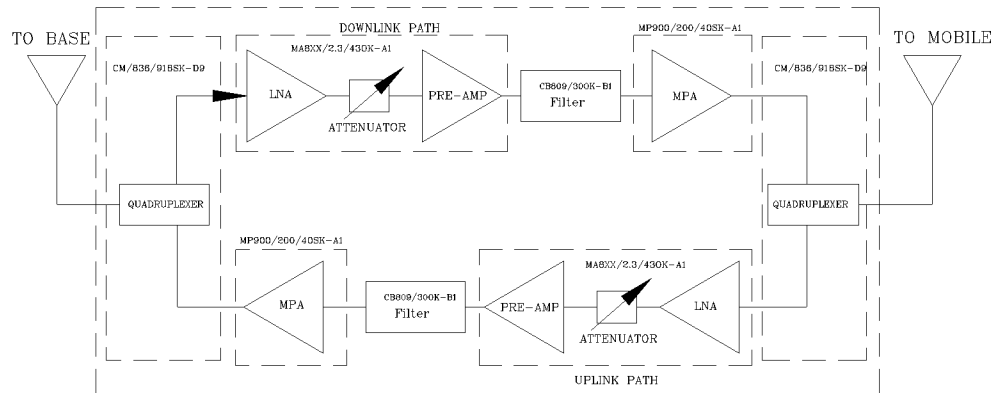 DOWNLINK PATH
TO BASE
TO MOBILE
MA8XX/2.3/430K-A1
MP900/200/40SK-A1
CM/836/918SK-D9
CM/836/918SK-D9
LNA
PRE-AMP
ATTENUATOR
CB809/300K-B1
Filter
MPA
QUADRUPLEXER
QUADRUPLEXER
MP900/200/40SK-A1
MPA
CB809/300K-B1
Filter
MA8XX/2.3/430K-A1
PRE-AMP
LNA
ATTENUATOR
UPLINK PATH